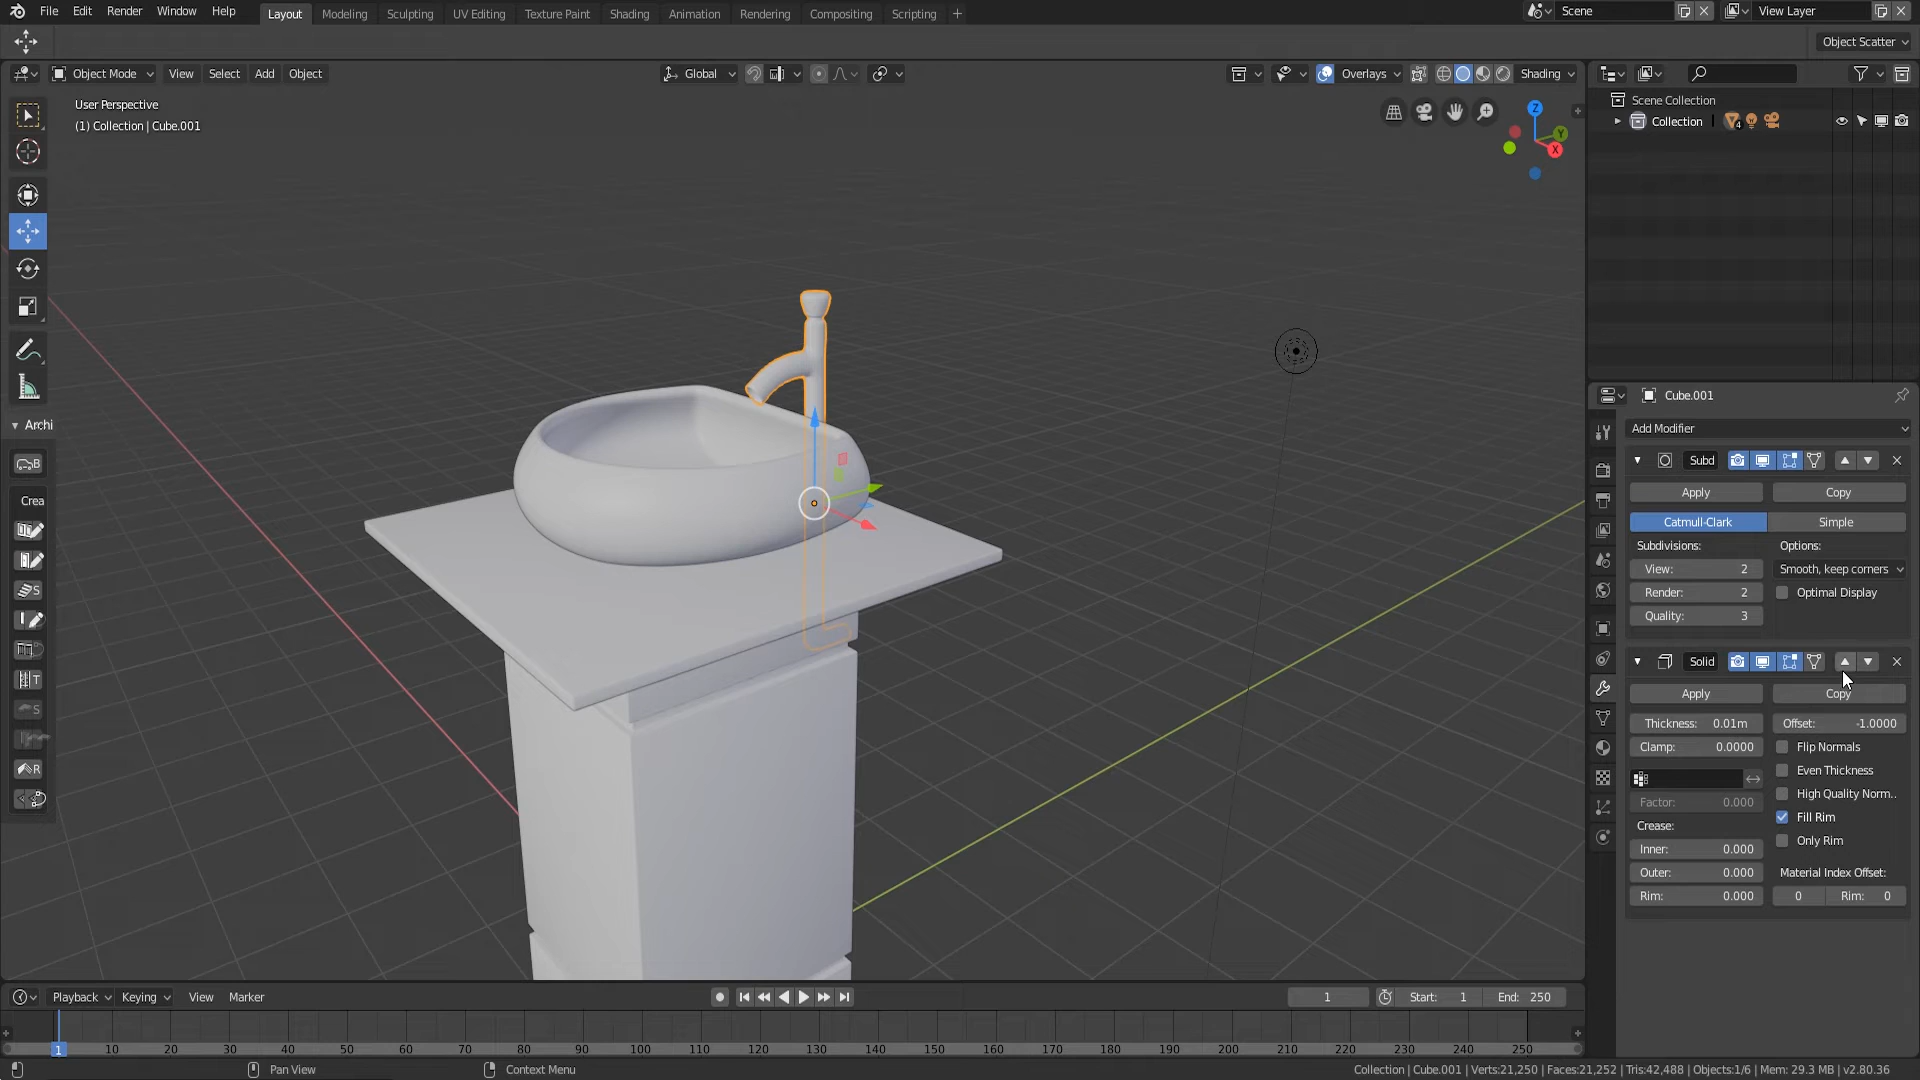 File Edit Render Window Help Layout Modeling Sculpting UV Editing Texture Paint Shading Animation Rendering Compositing Scripting + Scene View Layer
Object Scatter
Object Mode View Select Add Object Global Overlays Shading
User Perspective
(1) Collection | Cube.001
Z
Y
X
Scene Collection
Collection 4
Cube.001
Add Modifier
Archi
B
Crea
S
T
S
R
Subd
Apply Copy
Catmull-Clark Simple
Subdivisions: Options:
View: 2 Smooth, keep corners
Render: 2 Optimal Display
Quality: 3
Solid
Apply Copy
Thickness: 0.01m Offset: -1.0000
Clamp: 0.0000 Flip Normals
Even Thickness
High Quality Norm..
Factor: 0.000
Fill Rim
Crease:
Only Rim
Inner: 0.000
Outer: 0.000 Material Index Offset:
Rim: 0.000 0 Rim: 0
Playback Keying View Marker 1 Start: 1 End: 250
1 10 20 30 40 50 60 70 80 90 100 110 120 130 140 150 160 170 180 190 200 210 220 230 240 250
Pan View Context Menu Collection | Cube.001 | Verts:21,250 | Faces:21,252 | Tris:42,488 | Objects:1/6 | Mem: 29.3 MB | v2.80.36